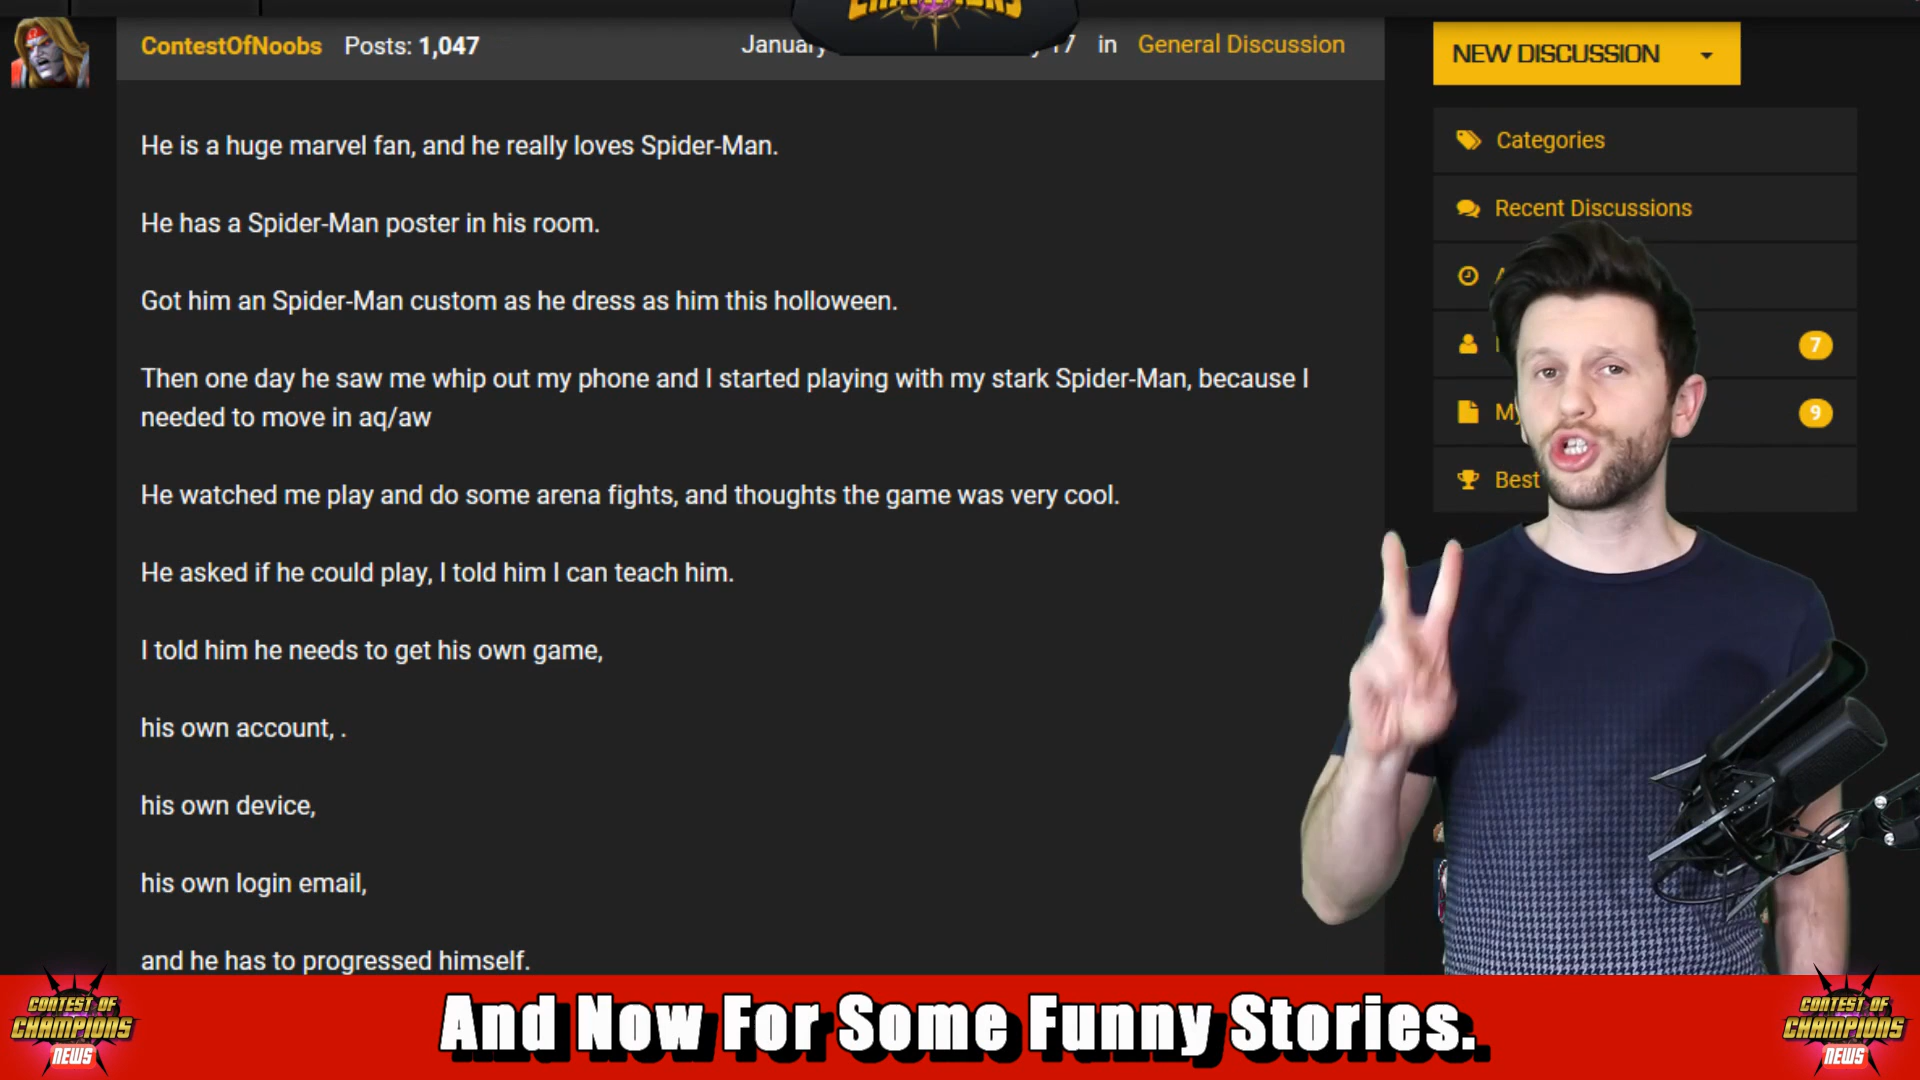 CHAMPIONS
ContestOfNoobs Posts: 1,047 January 17 in General Discussion
NEW DISCUSSION
He is a huge marvel fan, and he really loves Spider-Man.
He has a Spider-Man poster in his room.
Got him an Spider-Man custom as he dress as him this holloween.
Then one day he saw me whip out my phone and I started playing with my stark Spider-Man, because I
needed to move in aq/aw
He watched me play and do some arena fights, and thoughts the game was very cool.
He asked if he could play, I told him I can teach him.
I told him he needs to get his own game,
his own account, .
his own device,
his own login email,
and he has to progressed himself.
Categories
Recent Discussions
7
My
9
Best
CONTEST OF
CHAMPIONS
NEWS
And Now For Some Funny Stories.
CONTEST OF
CHAMPIONS
NEWS